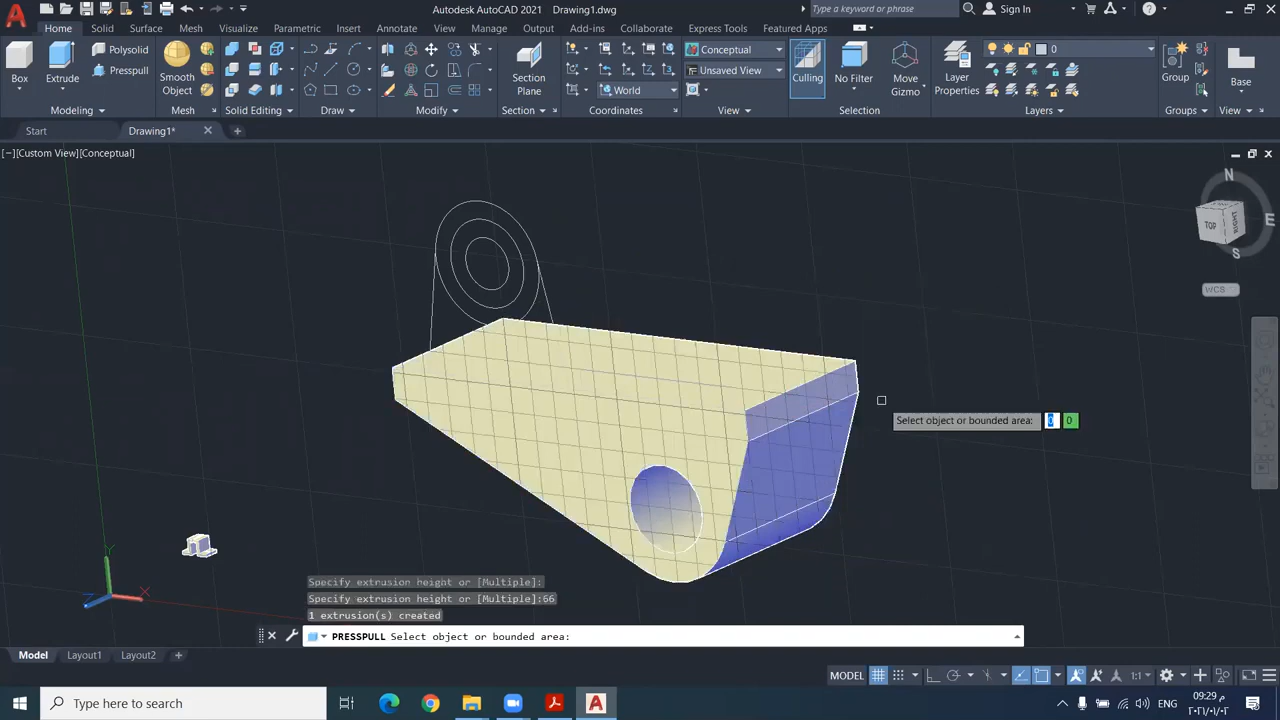 Autodesk AutoCAD 2021 Drawing1.dwg
Type a keyword or phrase
Sign In
Home Solid Surface Mesh Visualize Parametric Insert Annotate View Manage Output Add-ins Collaborate Express Tools Featured Apps
Box
Extrude
Polysolid
Presspull
Smooth
Object
Section
Plane
World
Conceptual
Unsaved View
Culling
No Filter
Move
Gizmo
Layer
Properties
0
Group
Base
Modeling Mesh Solid Editing Draw Modify Section Coordinates View Selection Layers Groups View
Start Drawing1*
[−][Custom View][Conceptual]
N
E
S
TOP
RIGHT
WCS
Select object or bounded area: 0 0
Y
X
Specify extrusion height or [Multiple]:
Specify extrusion height or [Multiple]:66
1 extrusion(s) created
PRESSPULL Select object or bounded area:
Model Layout1 Layout2
MODEL
1:1
Type here to search
09:29 م